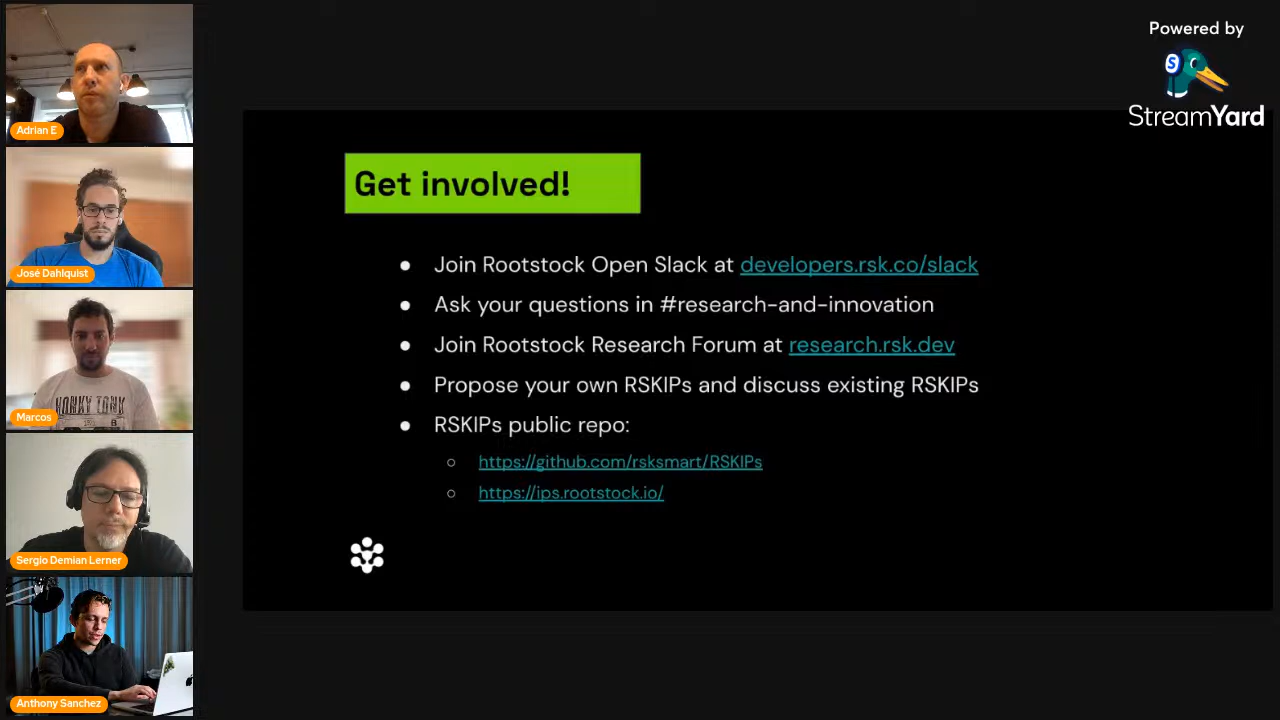 Powered by
StreamYard
Adrian E
José Dahlquist
HONKY TONK
Marcos
Sergio Demian Lerner
Anthony Sanchez
Get involved!
● Join Rootstock Open Slack at developers.rsk.co/slack
● Ask your questions in #research-and-innovation
● Join Rootstock Research Forum at research.rsk.dev
● Propose your own RSKIPs and discuss existing RSKIPs
● RSKIPs public repo:
○ https://github.com/rsksmart/RSKIPs
○ https://ips.rootstock.io/